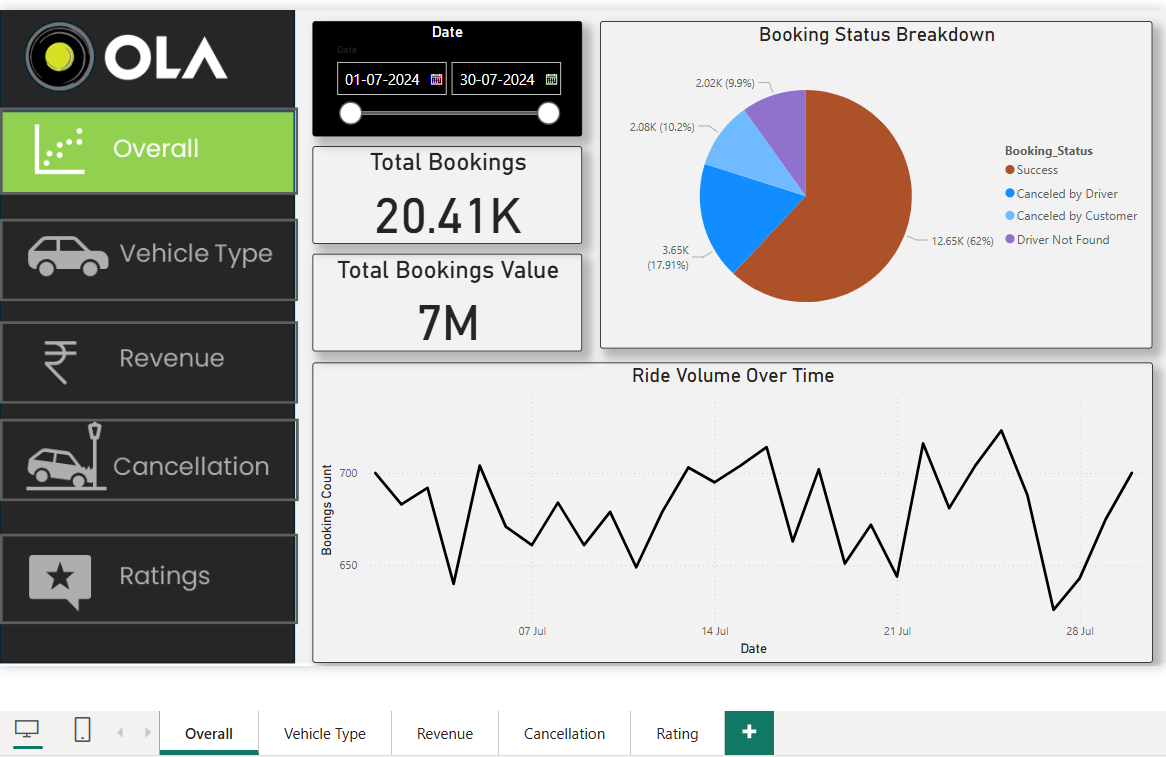 OLA
Overall
Vehicle Type
Revenue
Cancellation
Ratings
Date
Date
01-07-2024
30-07-2024
Total Bookings
20.41K
Total Bookings Value
7M
Booking Status Breakdown
2.02K (9.9%)
2.08K (10.2%)
3.65K
(17.91%)
12.65K (62%)
Booking_Status
Success
Canceled by Driver
Canceled by Customer
Driver Not Found
Ride Volume Over Time
Bookings Count
700
650
07 Jul
14 Jul
21 Jul
28 Jul
Date
Overall
Vehicle Type
Revenue
Cancellation
Rating
+